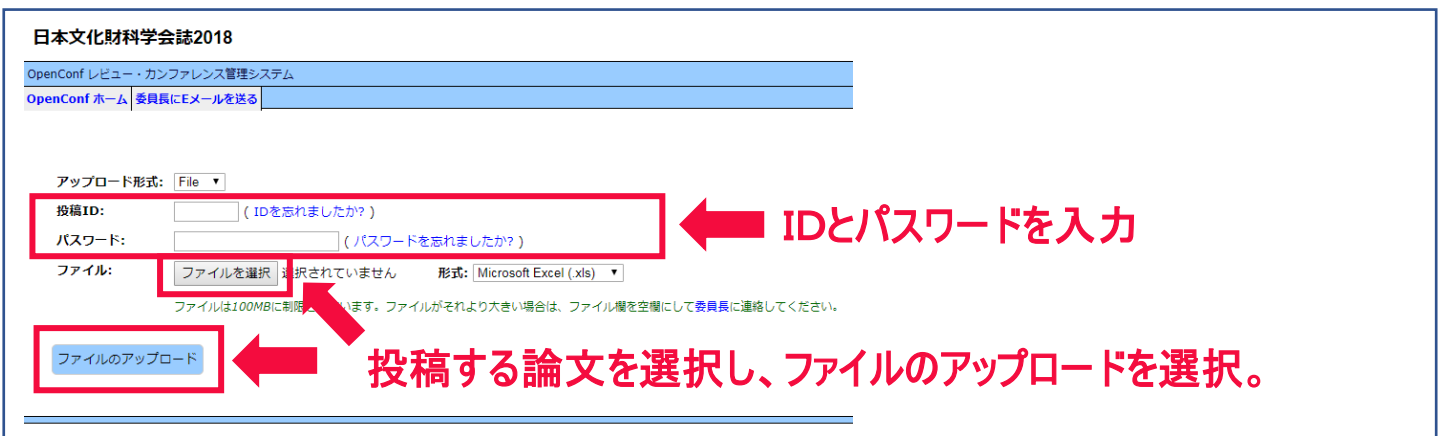 日本文化財科学会誌2018
OpenConf レビュー・カンファレンス管理システム
OpenConf ホーム 委員長にEメールを送る
アップロード形式: File
投稿ID: ( IDを忘れましたか? )
パスワード: ( パスワードを忘れましたか? )
IDとパスワードを入力
ファイル: ファイルを選択 選択されていません 形式: Microsoft Excel (.xls)
ファイルは100MBに制限されています。ファイルがそれより大きい場合は、ファイル欄を空欄にして委員長に連絡してください。
ファイルのアップロード
投稿する論文を選択し、ファイルのアップロードを選択。